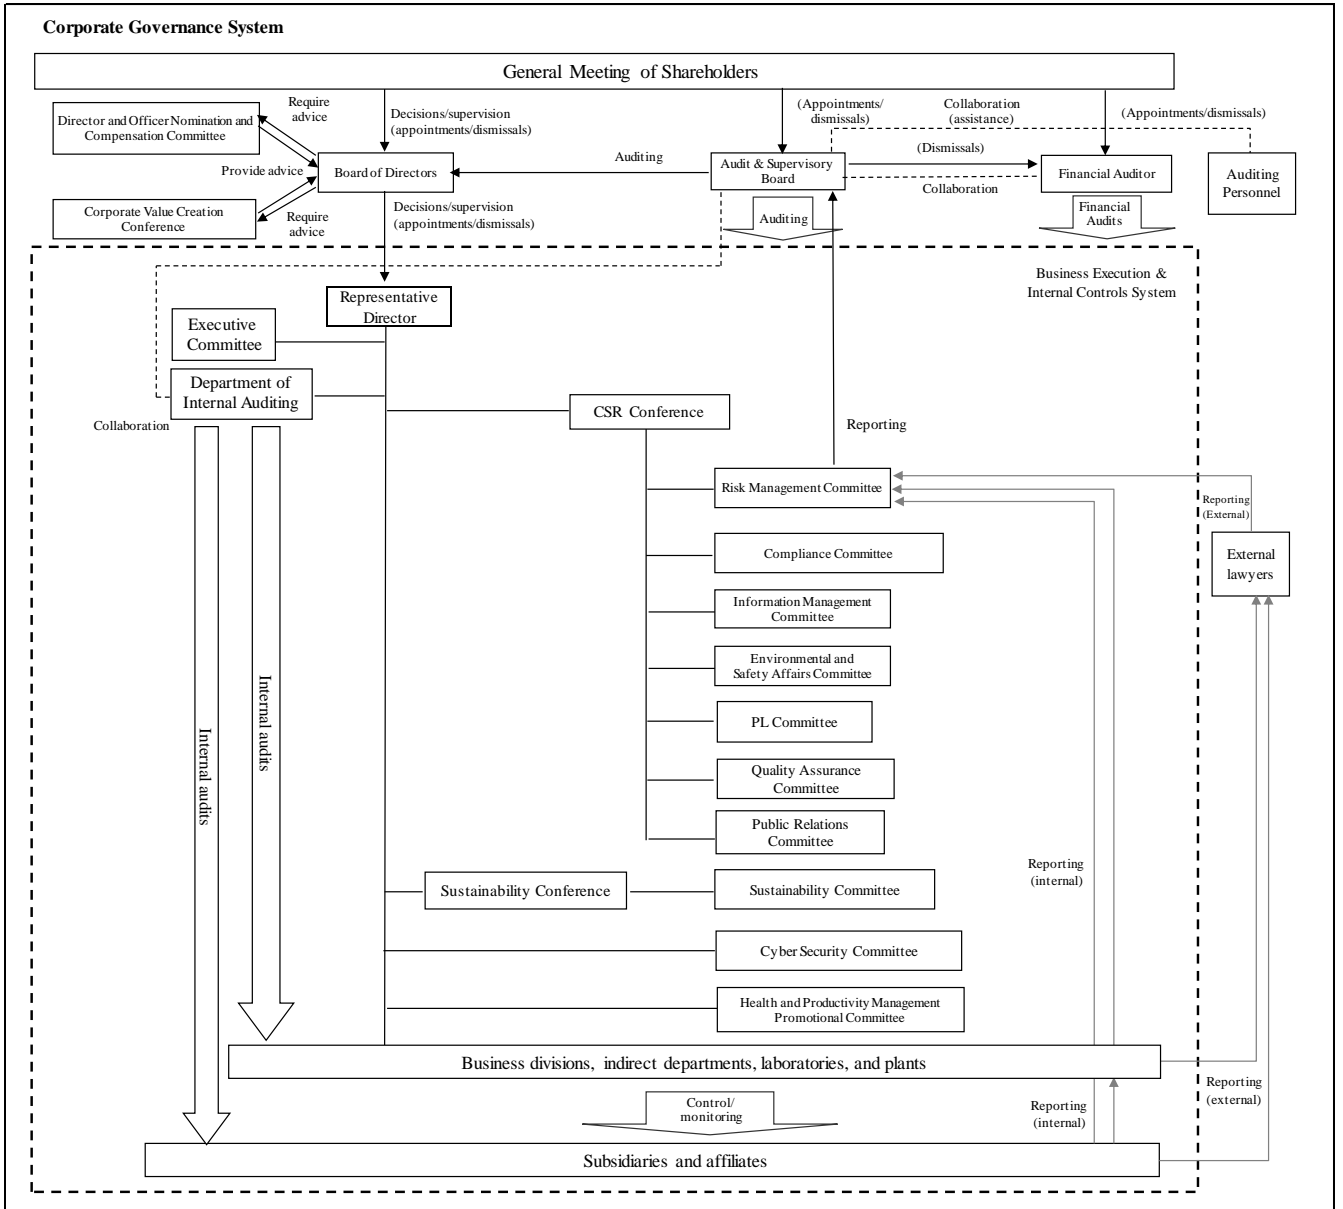 Corporate Governance System
General Meeting of Shareholders
Director and Officer Nomination and
Compensation Committee
Require
advice
Decisions/supervision
(appointments/dismissals)
(Appointments/
dismissals)
Collaboration
(assistance)
(Appointments/dismissals)
Provide advice
Board of Directors
Auditing
Audit & Supervisory
Board
(Dismissals)
Collaboration
Financial Auditor
Auditing
Personnel
Corporate Value Creation
Conference
Require
advice
Decisions/supervision
(appointments/dismissals)
Auditing
Financial
Audits
Business Execution &
Internal Controls System
Representative
Director
Executive
Committee
Department of
Internal Auditing
Collaboration
CSR Conference
Reporting
Risk Management Committee
Reporting
(External)
Compliance Committee
External
lawyers
Information Management
Committee
Environmental and
Safety Affairs Committee
Internal audits
Internal audits
PL Committee
Quality Assurance
Committee
Public Relations
Committee
Reporting
(internal)
Sustainability Conference
Sustainability Committee
Cyber Security Committee
Health and Productivity Management
Promotional Committee
Business divisions, indirect departments, laboratories, and plants
Control/
monitoring
Reporting
(internal)
Reporting
(external)
Subsidiaries and affiliates